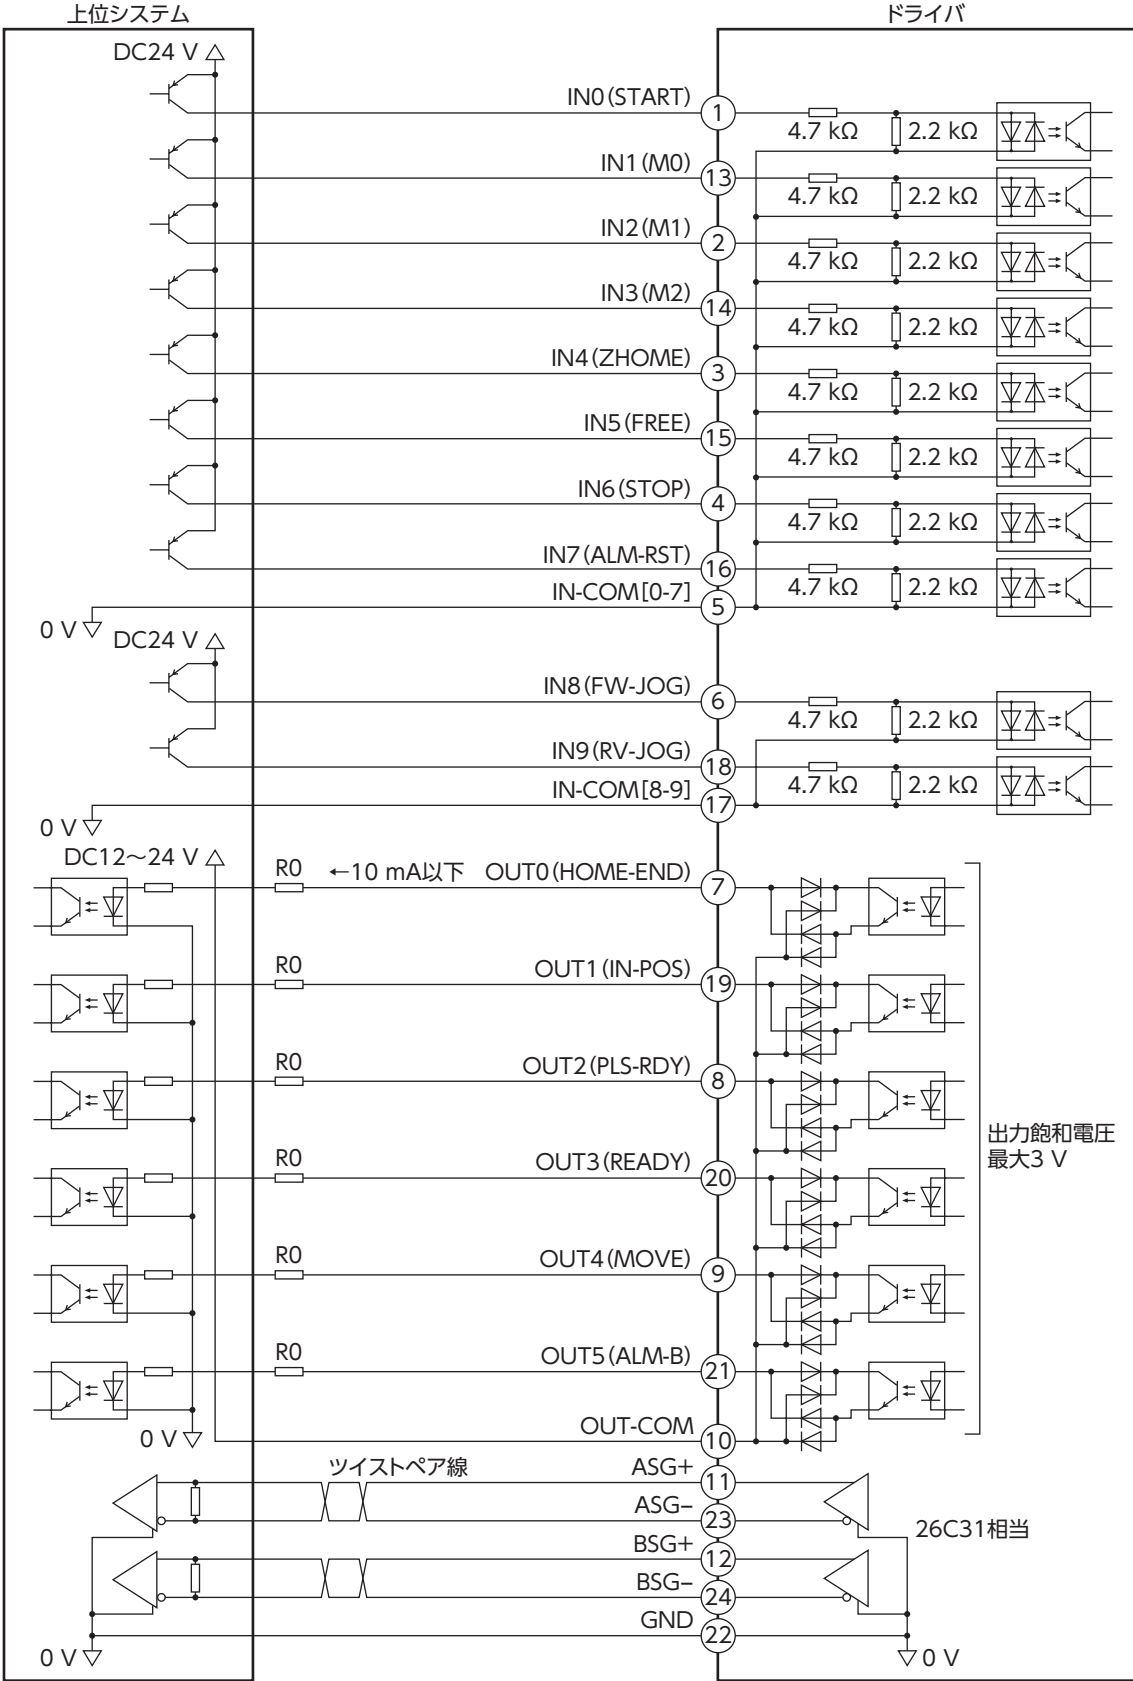 上位システム
ドライバ
DC24 V
IN0(START)
1
4.7 kΩ
2.2 kΩ
IN1(M0)
13
4.7 kΩ
2.2 kΩ
IN2(M1)
2
4.7 kΩ
2.2 kΩ
IN3(M2)
14
4.7 kΩ
2.2 kΩ
IN4(ZHOME)
3
4.7 kΩ
2.2 kΩ
IN5(FREE)
15
4.7 kΩ
2.2 kΩ
IN6(STOP)
4
4.7 kΩ
2.2 kΩ
IN7(ALM-RST)
16
4.7 kΩ
2.2 kΩ
IN-COM[0-7]
5
0 V
DC24 V
IN8(FW-JOG)
6
4.7 kΩ
2.2 kΩ
IN9(RV-JOG)
18
4.7 kΩ
2.2 kΩ
IN-COM[8-9]
17
0 V
DC12～24 V
R0
←10 mA以下
OUT0(HOME-END)
7
R0
OUT1(IN-POS)
19
R0
OUT2(PLS-RDY)
8
出力飽和電圧
最大3 V
R0
OUT3(READY)
20
R0
OUT4(MOVE)
9
R0
OUT5(ALM-B)
21
0 V
OUT-COM
10
ツイストペア線
ASG+
11
ASG−
23
26C31相当
BSG+
12
BSG−
24
GND
22
0 V
0 V